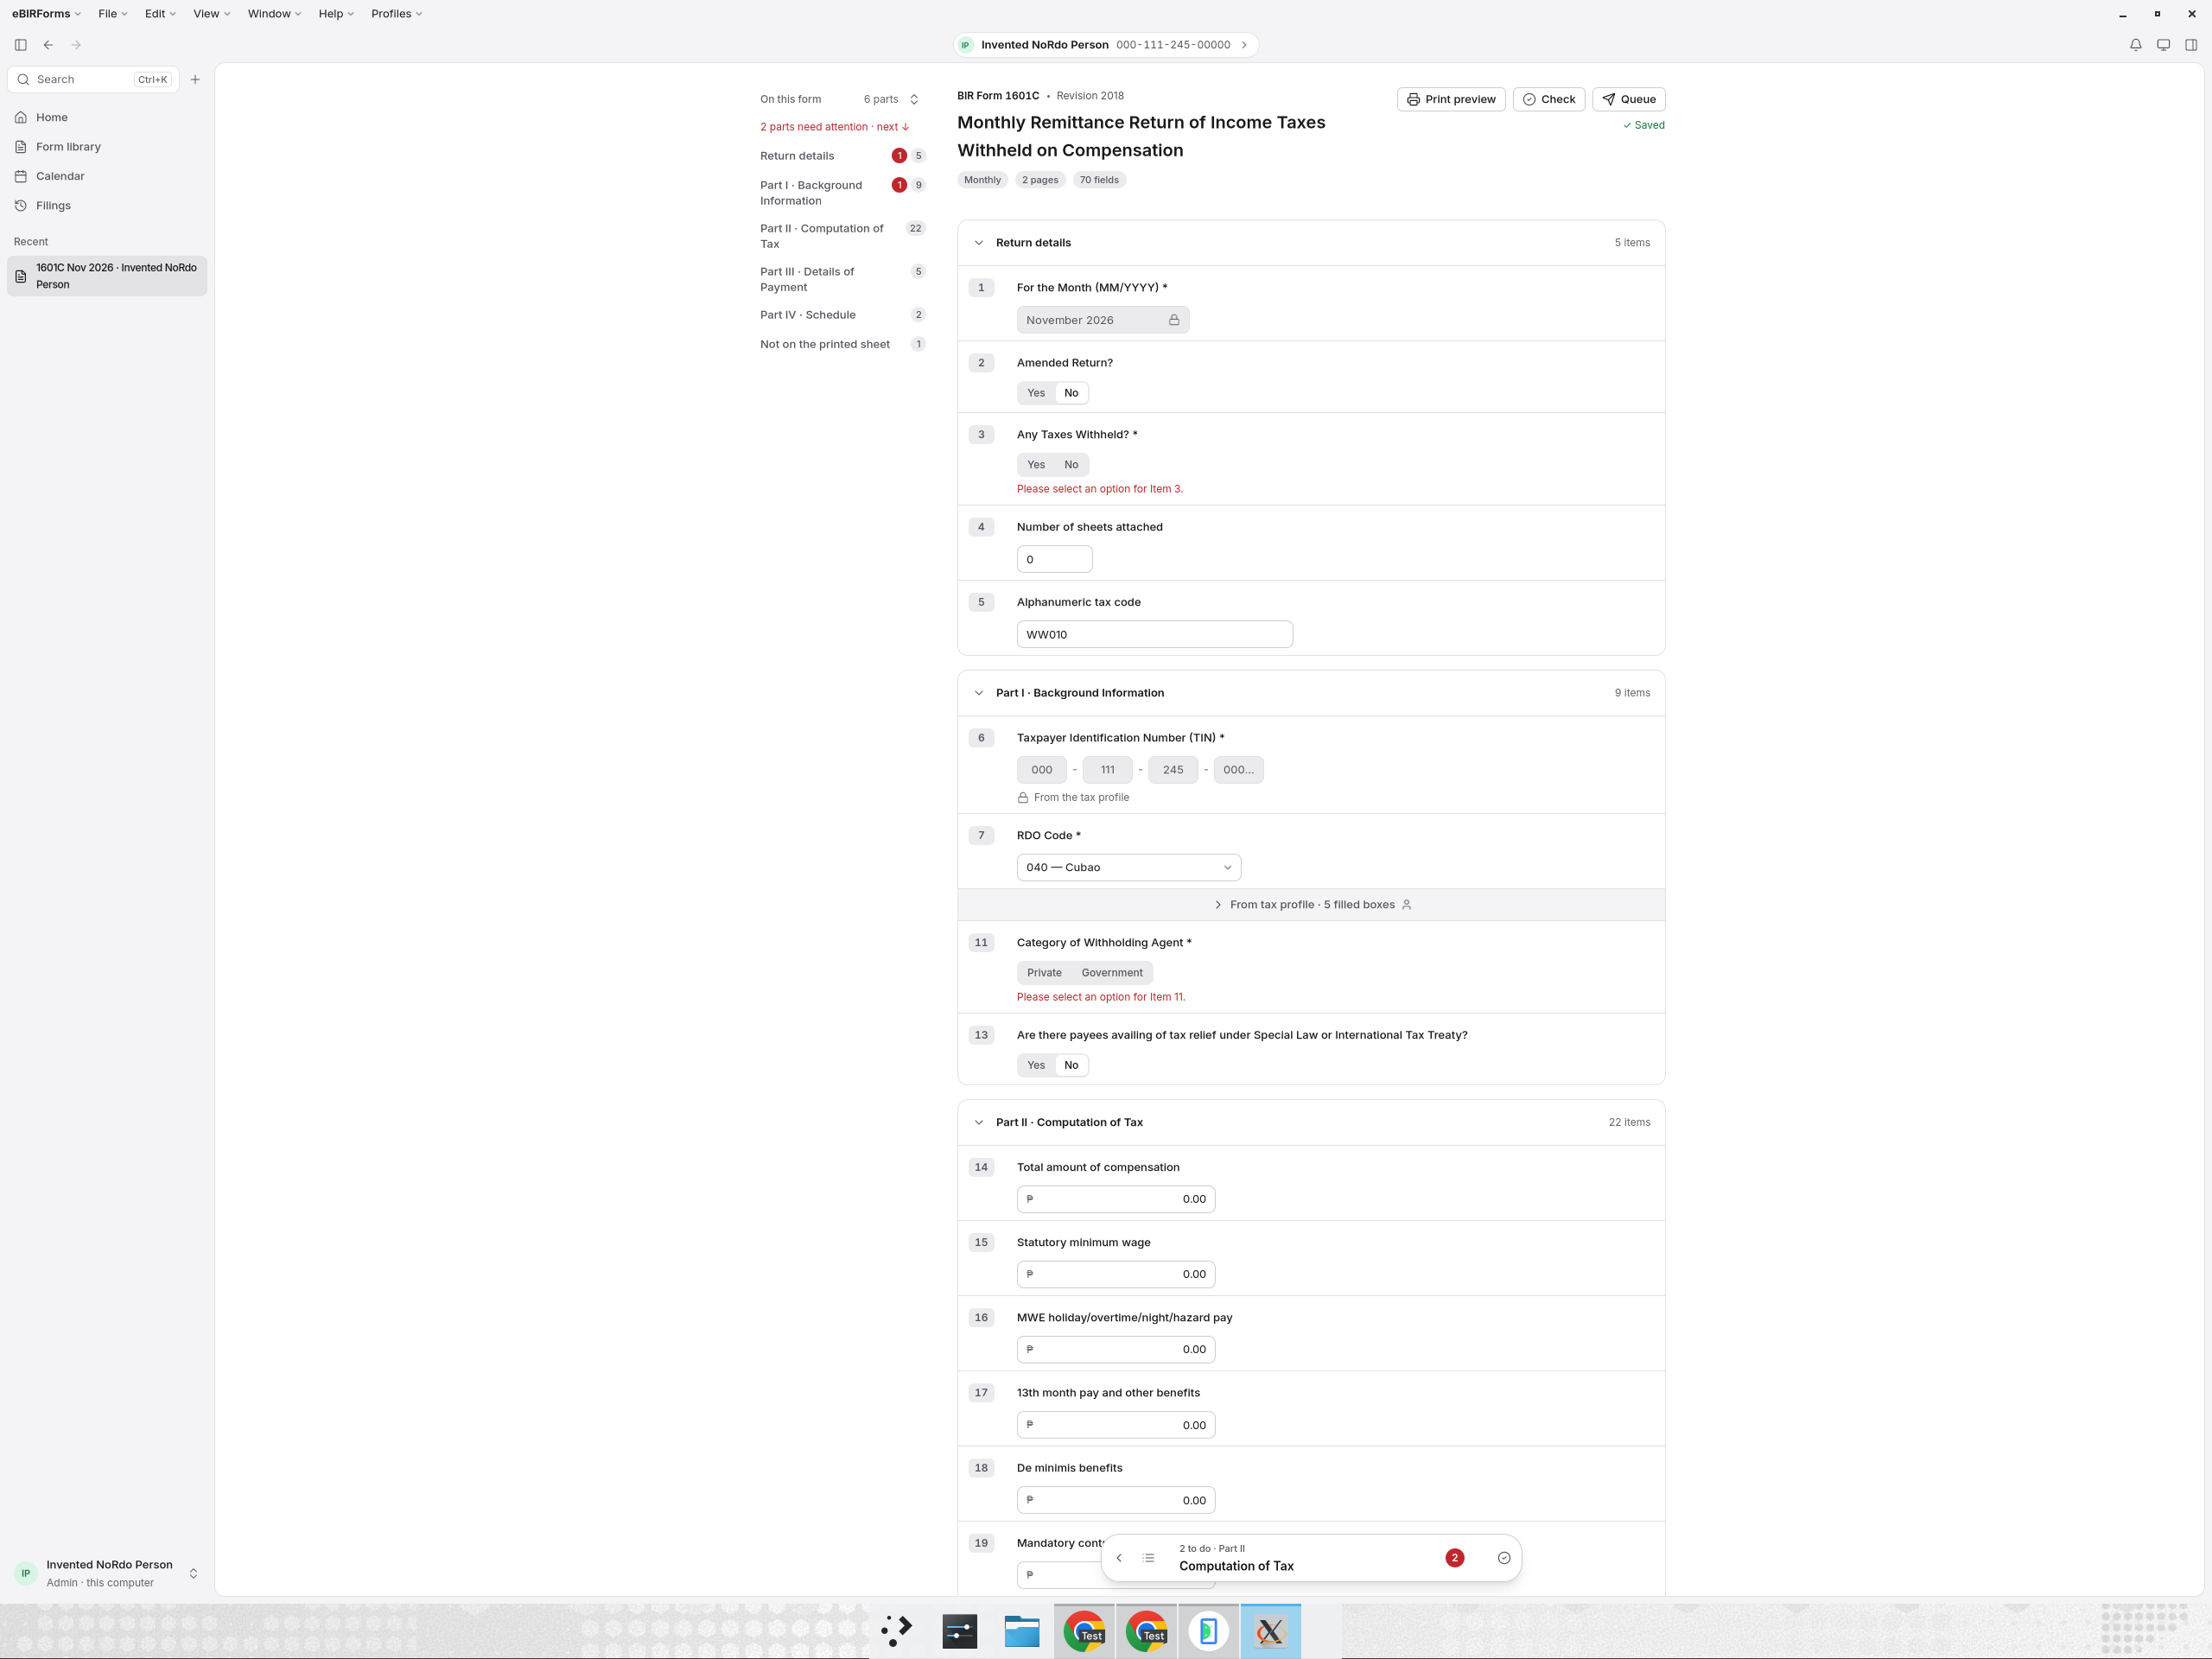 eBIRForms File Edit View Window Help Profiles
IP Invented NoRdo Person 000-111-245-00000
Search Ctrl+K
Home
Form library
Calendar
Filings
Recent
1601C Nov 2026 · Invented NoRdo
Person
On this form 6 parts
2 parts need attention · next ↓
Return details 1 5
Part I · Background
Information 1 9
Part II · Computation of
Tax 22
Part III · Details of
Payment 5
Part IV · Schedule 2
Not on the printed sheet 1
BIR Form 1601C • Revision 2018
Monthly Remittance Return of Income Taxes
Withheld on Compensation
Monthly 2 pages 70 fields
Print preview Check Queue
✓ Saved
Return details 5 items
1 For the Month (MM/YYYY) *
November 2026
2 Amended Return?
Yes No
3 Any Taxes Withheld? *
Yes No
Please select an option for Item 3.
4 Number of sheets attached
0
5 Alphanumeric tax code
WW010
Part I · Background Information 9 items
6 Taxpayer Identification Number (TIN) *
000 - 111 - 245 - 000...
From the tax profile
7 RDO Code *
040 — Cubao
From tax profile · 5 filled boxes
11 Category of Withholding Agent *
Private Government
Please select an option for Item 11.
13 Are there payees availing of tax relief under Special Law or International Tax Treaty?
Yes No
Part II · Computation of Tax 22 items
14 Total amount of compensation
₱ 0.00
15 Statutory minimum wage
₱ 0.00
16 MWE holiday/overtime/night/hazard pay
₱ 0.00
17 13th month pay and other benefits
₱ 0.00
18 De minimis benefits
₱ 0.00
19 Mandatory
₱
2 to do · Part II
Computation of Tax 2
IP Invented NoRdo Person
Admin · this computer
Test Test